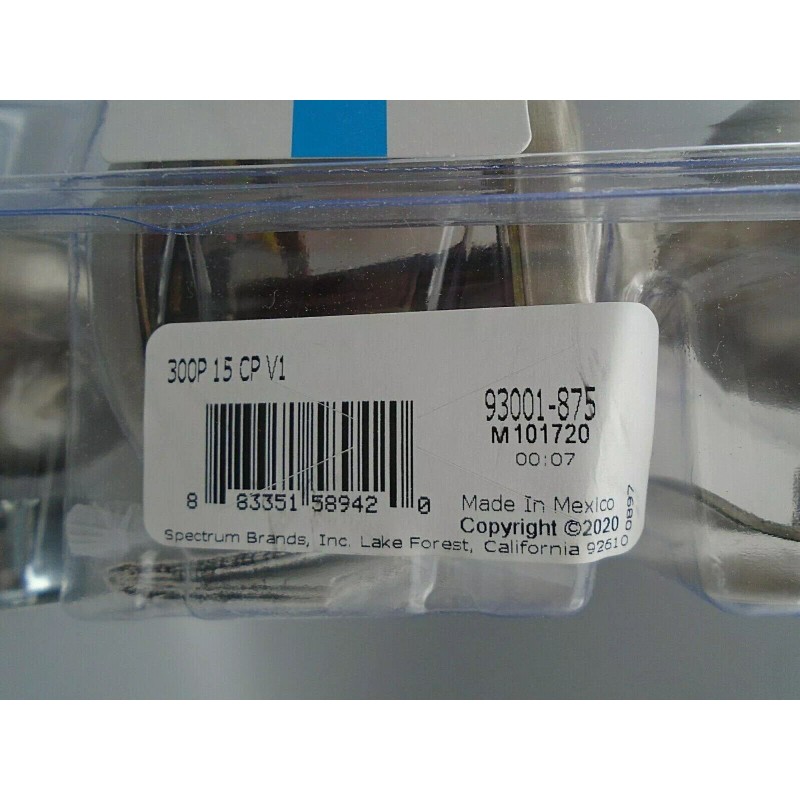 300P 15 CP V1
93001-875
M101720
00:07
8 83351 58942 0
Made In Mexico
Copyright ©2020
Spectrum Brands, Inc. Lake Forest, California 92610
0897